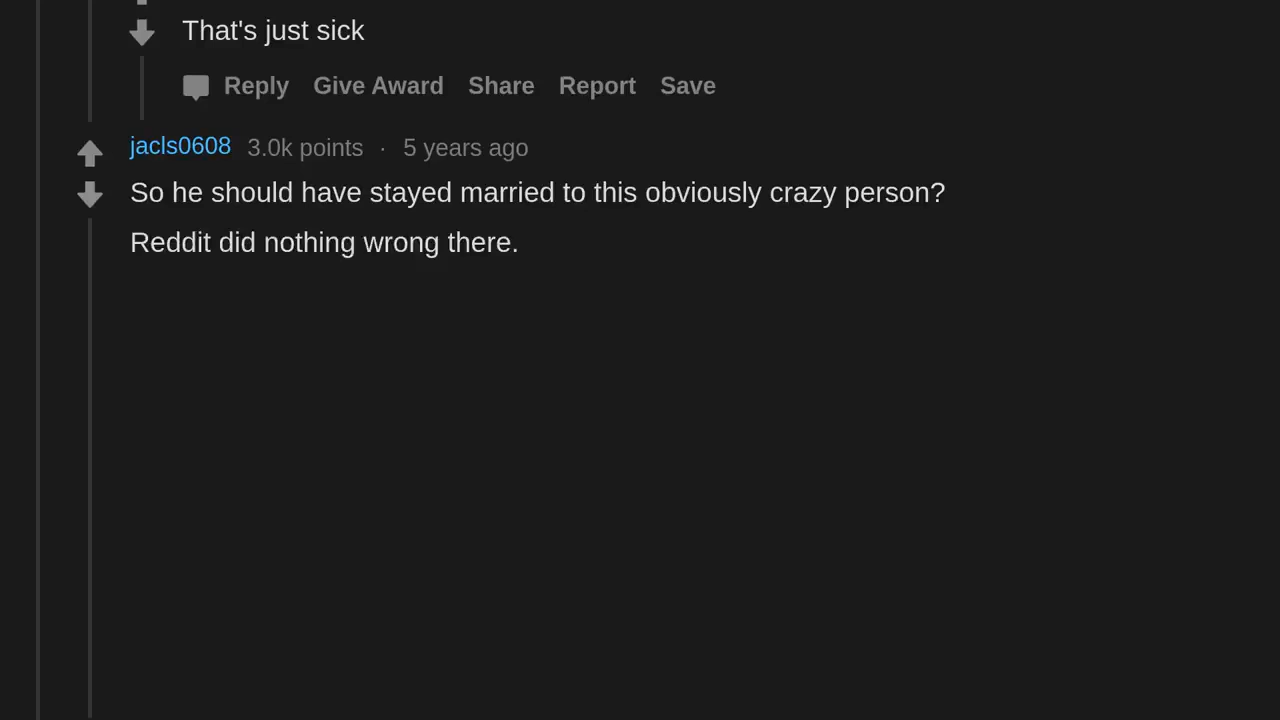 That's just sick
Reply Give Award Share Report Save
jacls0608 3.0k points · 5 years ago
So he should have stayed married to this obviously crazy person?
Reddit did nothing wrong there.